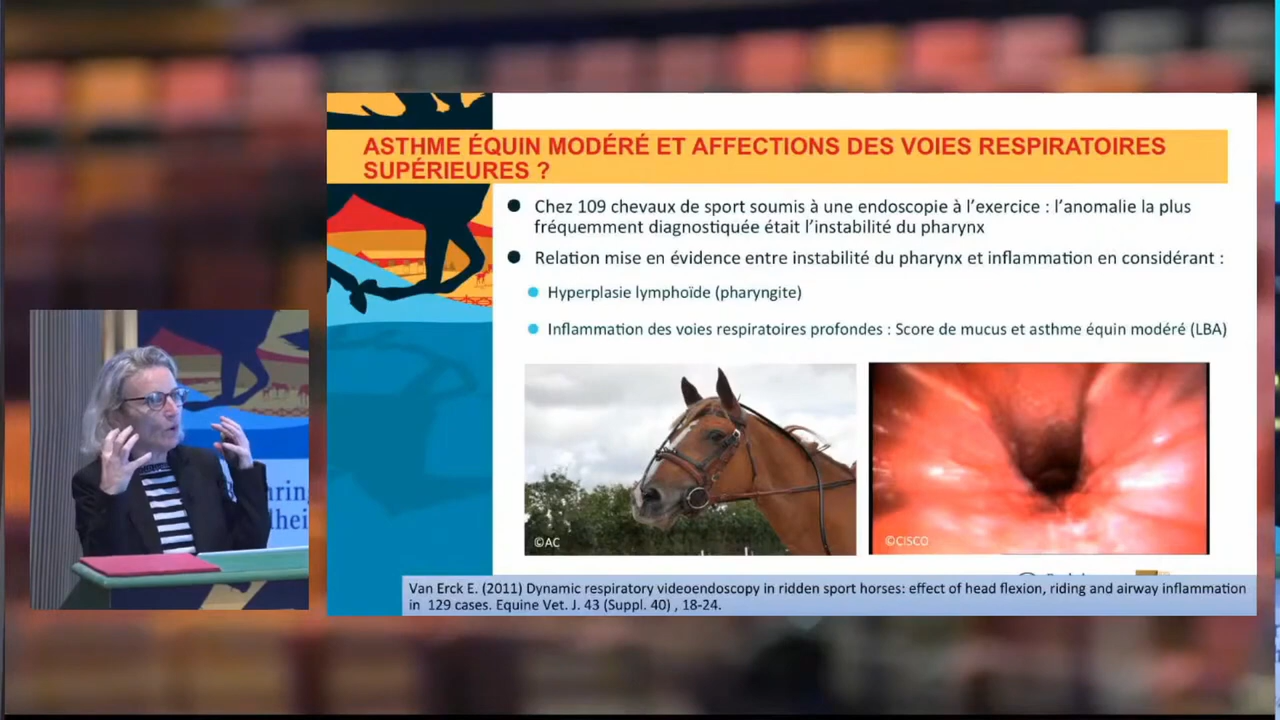 ASTHME ÉQUIN MODÉRÉ ET AFFECTIONS DES VOIES RESPIRATOIRES
SUPÉRIEURES ?
Chez 109 chevaux de sport soumis à une endoscopie à l'exercice : l'anomalie la plus
fréquemment diagnostiquée était l'instabilité du pharynx
Relation mise en évidence entre instabilité du pharynx et inflammation en considérant :
Hyperplasie lymphoïde (pharyngite)
Inflammation des voies respiratoires profondes : Score de mucus et asthme équin modéré (LBA)
©AC
©CISCO
Van Erck E. (2011) Dynamic respiratory videoendoscopy in ridden sport horses: effect of head flexion, riding and airway inflammation
in 129 cases. Equine Vet. J. 43 (Suppl. 40) , 18-24.